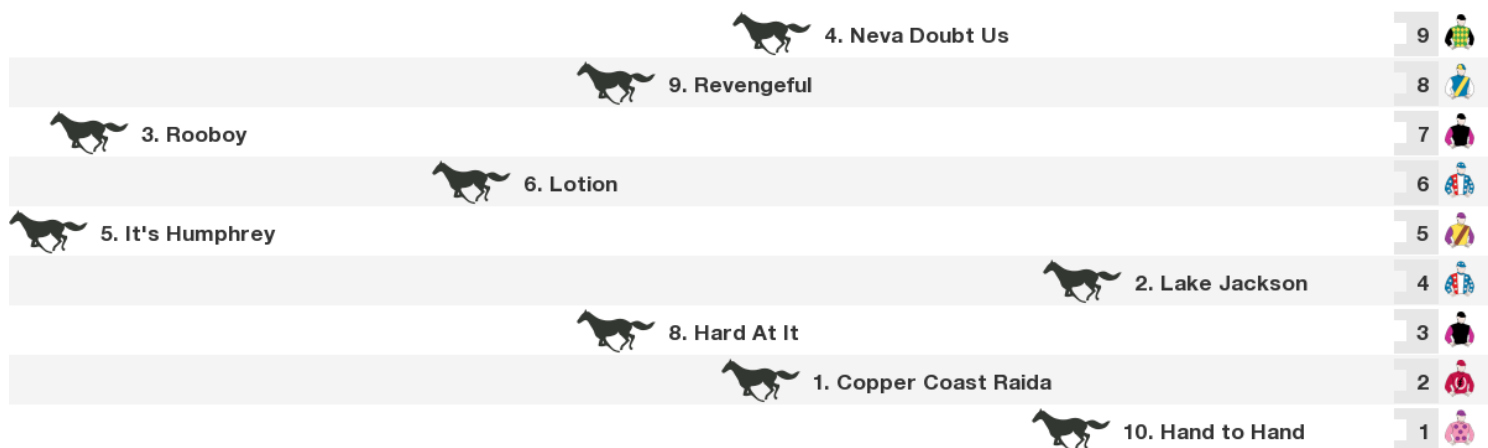 4. Neva Doubt Us 9
9. Revengeful 8
3. Rooboy 7
6. Lotion 6
5. It's Humphrey 5
2. Lake Jackson 4
8. Hard At It 3
1. Copper Coast Raida 2
10. Hand to Hand 1